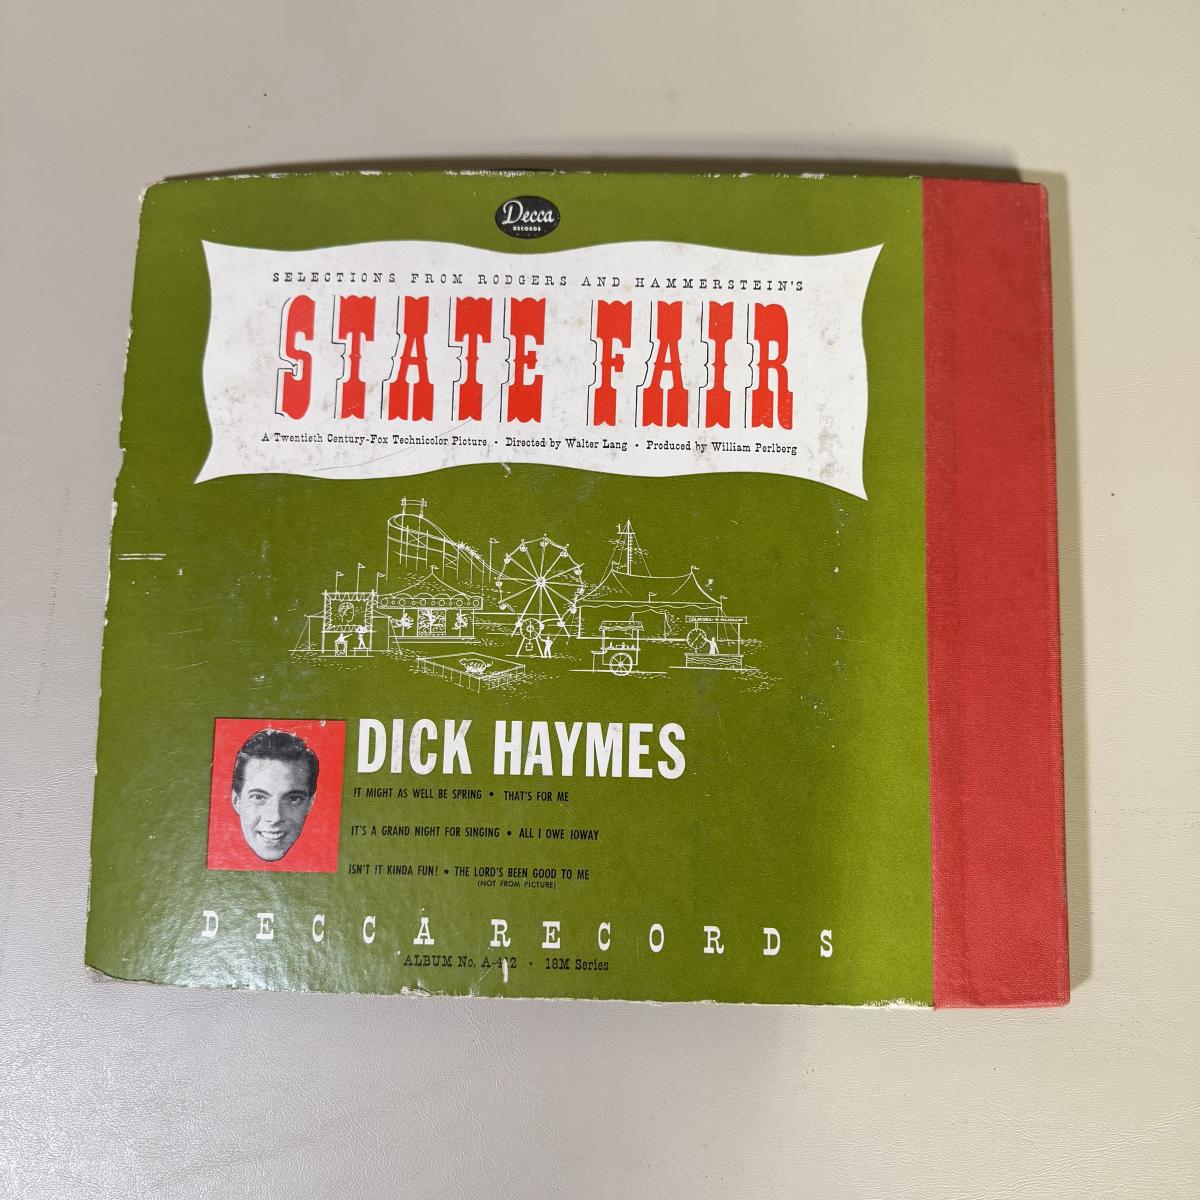 Decca
RECORDS
SELECTIONS FROM RODGERS AND HAMMERSTEIN'S
STATE FAIR
A Twentieth Century-Fox Technicolor Picture • Directed by Walter Lang • Produced by William Perlberg
DICK HAYMES
IT MIGHT AS WELL BE SPRING • THAT'S FOR ME
IT'S A GRAND NIGHT FOR SINGING • ALL I OWE IOWAY
ISN'T IT KINDA FUN! • THE LORD'S BEEN GOOD TO ME
(NOT FROM PICTURE)
DECCA RECORDS
ALBUM No. • 18M Series